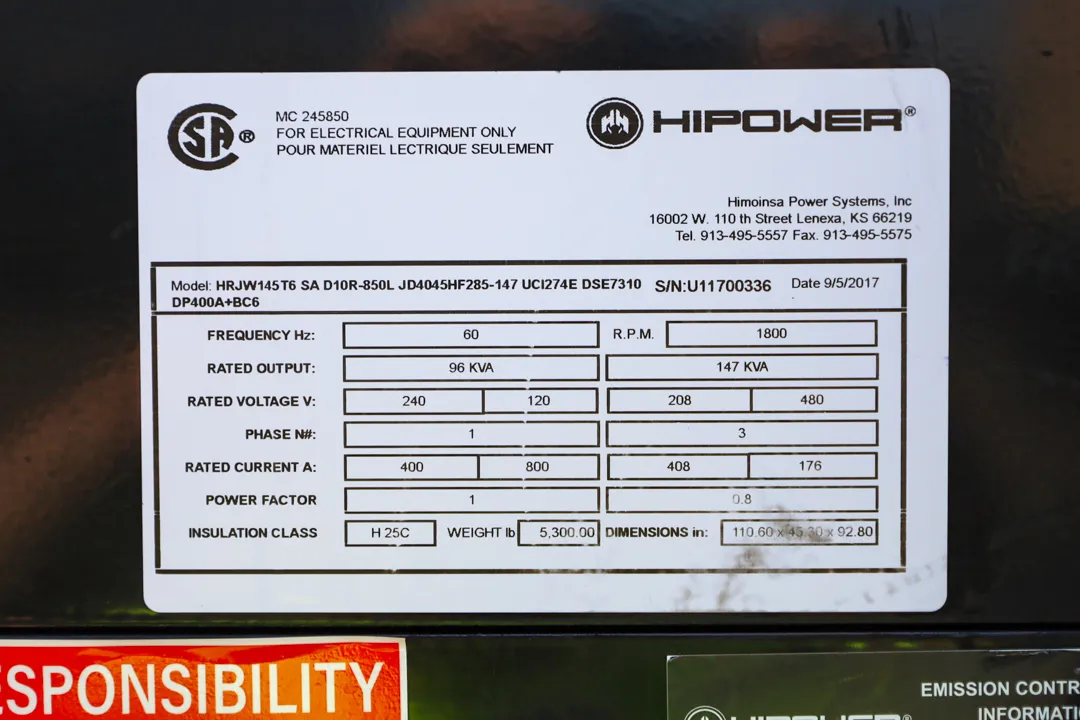 CSA®
MC 245850
FOR ELECTRICAL EQUIPMENT ONLY
POUR MATERIEL LECTRIQUE SEULEMENT
HIPOWER®
Himoinsa Power Systems, Inc
16002 W. 110 th Street Lenexa, KS 66219
Tel. 913-495-5557 Fax. 913-495-5575
Model: HRJW145T6 SA D10R-850L JD4045HF285-147 UCI274E DSE7310 S/N:U11700336 Date 9/5/2017
DP400A+BC6
FREQUENCY Hz: 60 R.P.M. 1800
RATED OUTPUT: 96 KVA 147 KVA
RATED VOLTAGE V: 240 120 208 480
PHASE N#: 1 3
RATED CURRENT A: 400 800 408 176
POWER FACTOR 1 0.8
INSULATION CLASS H 25C WEIGHT lb 5,300.00 DIMENSIONS in: 110.60 x 45.30 x 92.80
ESPONSIBILITY
EMISSION CONTR
INFORMATI
HIPOWER®